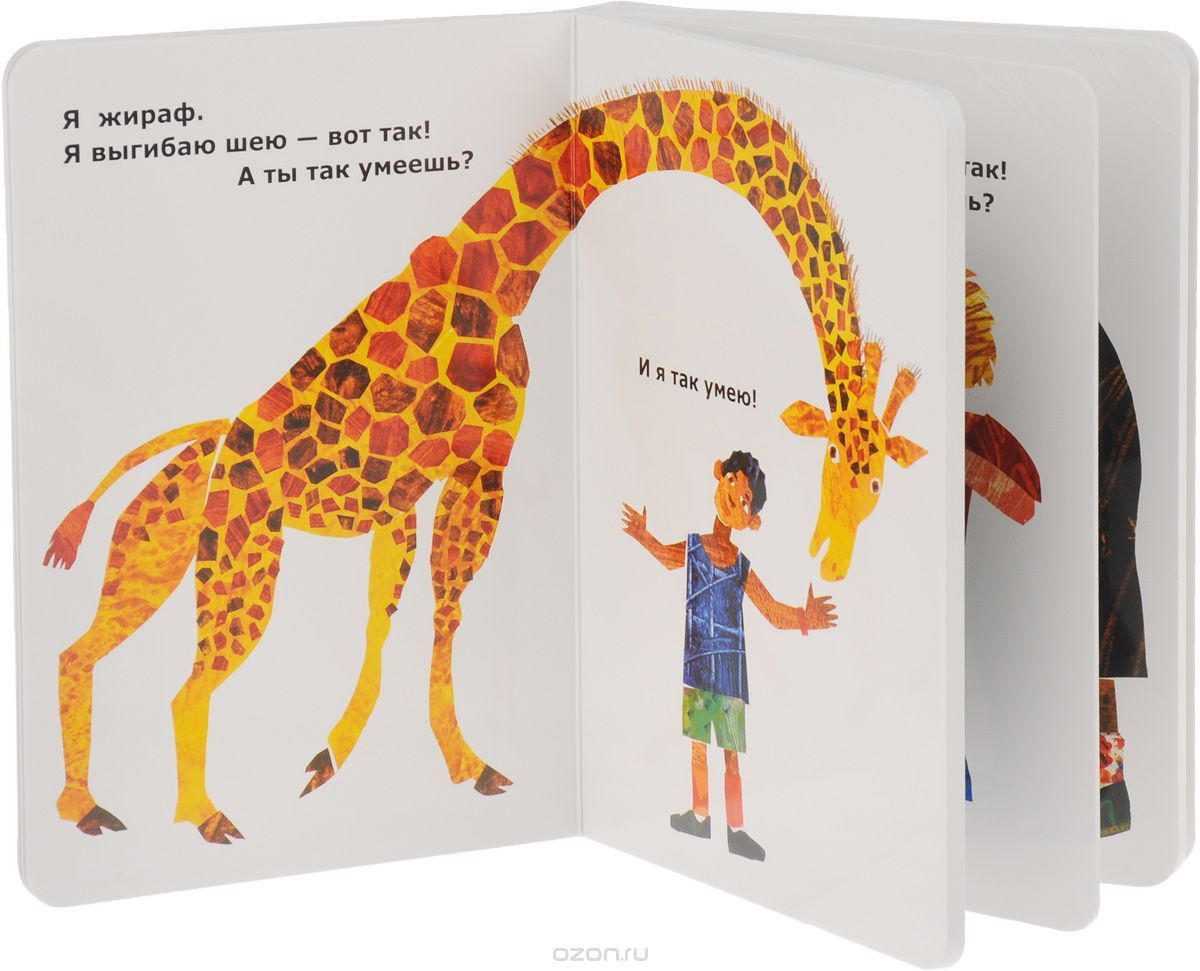 Я жираф.
Я выгибаю шею — вот так!
А ты так умеешь?
И я так умею!
так!
ozon.ru